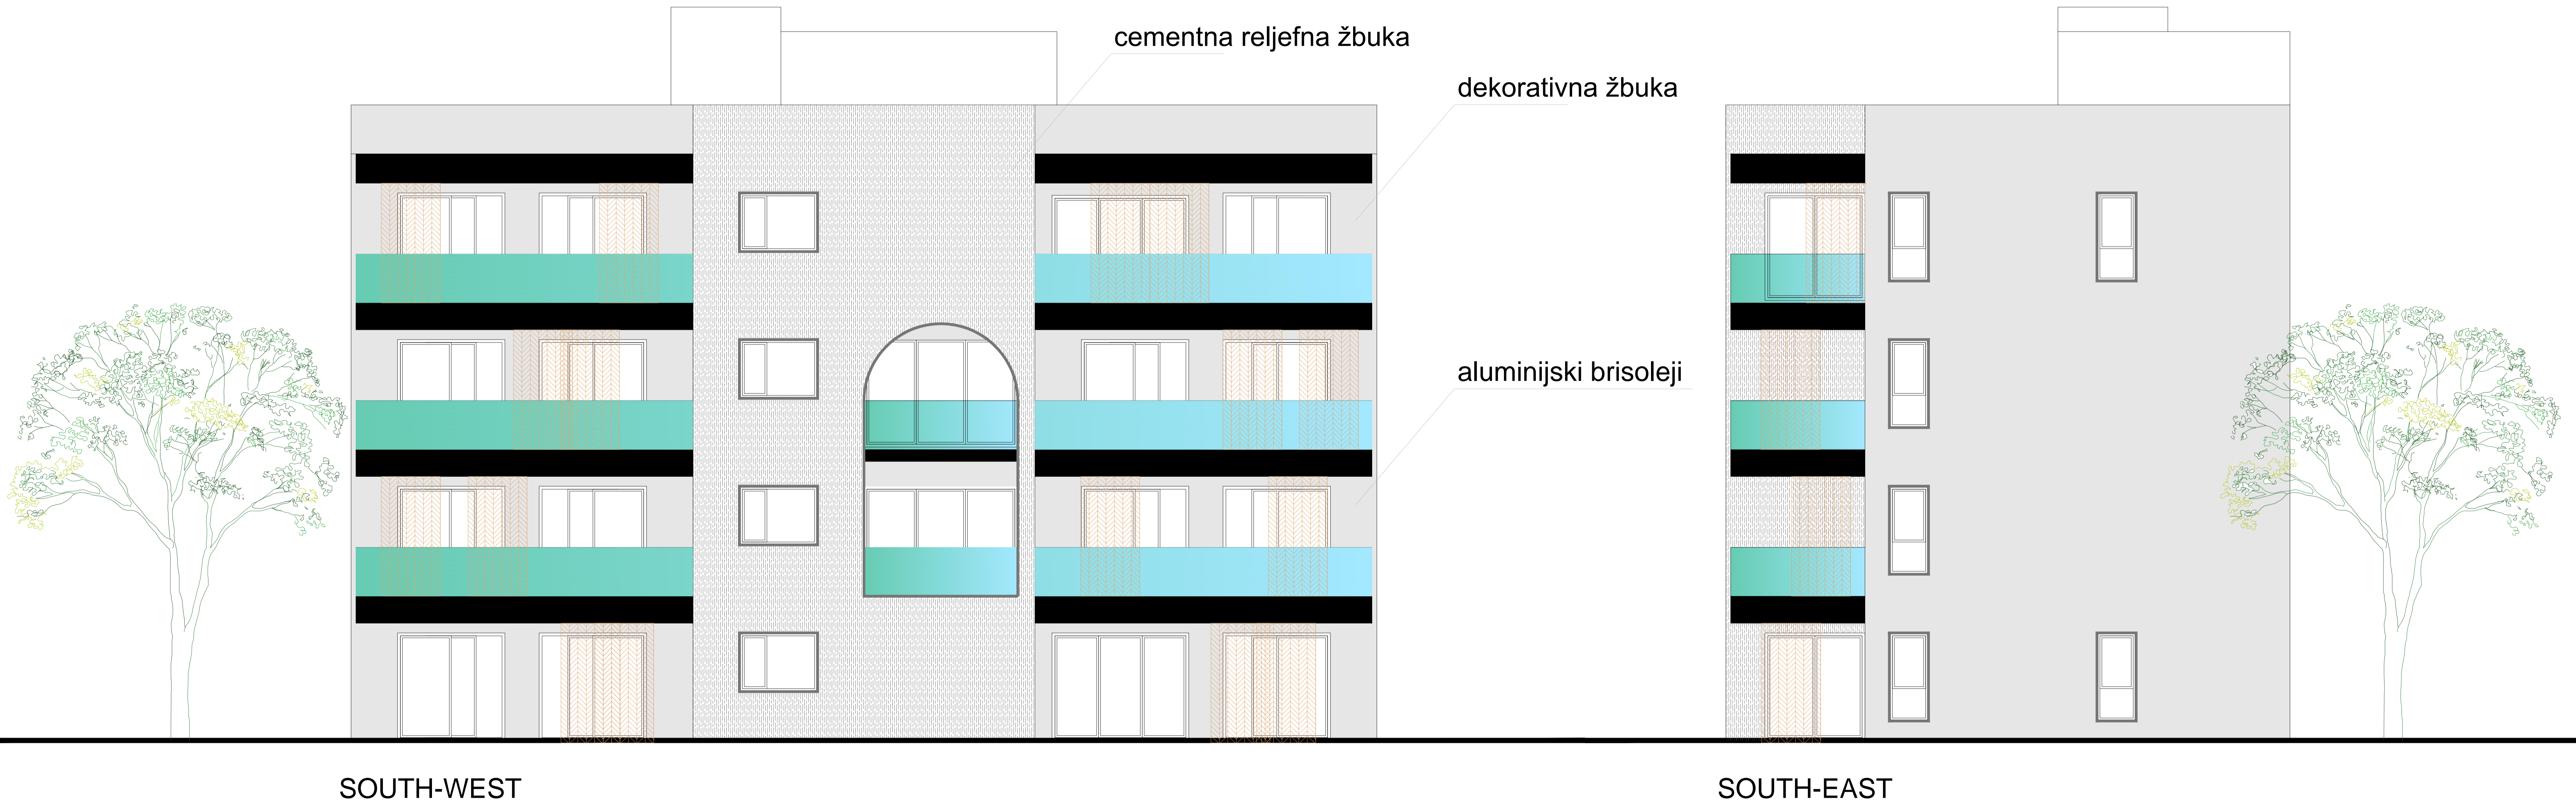 cementna reljefna žbuka
dekorativna žbuka
aluminijski brisoleji
SOUTH-WEST
SOUTH-EAST